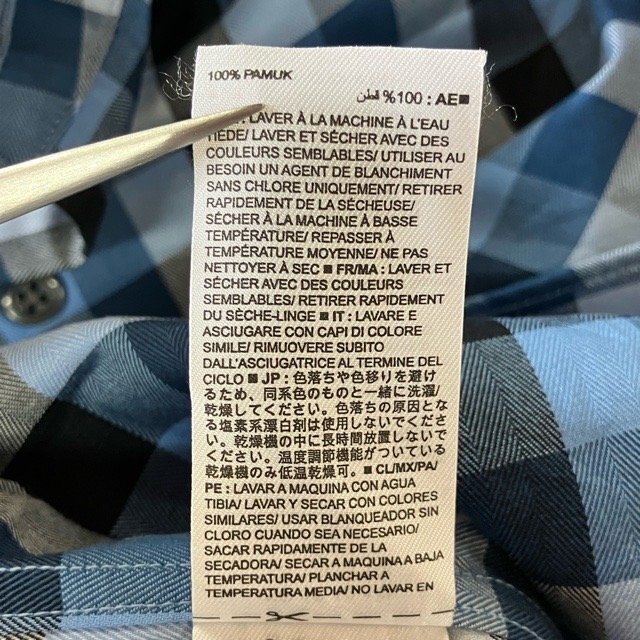 100% PAMUK
%100 قطن : AE■
: LAVER À LA MACHINE À L'EAU
TIÈDE/ LAVER ET SÉCHER AVEC DES
COULEURS SEMBLABLES/ UTILISER AU
BESOIN UN AGENT DE BLANCHIMENT
SANS CHLORE UNIQUEMENT/ RETIRER
RAPIDEMENT DE LA SÉCHEUSE/
SÉCHER À LA MACHINE À BASSE
TEMPÉRATURE/ REPASSER À
TEMPÉRATURE MOYENNE/ NE PAS
NETTOYER À SEC ■ FR/MA : LAVER ET
SÉCHER AVEC DES COULEURS
SEMBLABLES/ RETIRER RAPIDEMENT
DU SÈCHE-LINGE ■ IT : LAVARE E
ASCIUGARE CON CAPI DI COLORE
SIMILE/ RIMUOVERE SUBITO
DALL'ASCIUGATRICE AL TERMINE DEL
CICLO ■ JP : 色落ちや色移りを避け
るため、同系色のものと一緒に洗濯/
乾燥してください。色落ちの原因とな
る塩素系漂白剤は使用しないでくださ
い。乾燥機の中に長時間放置しないで
ください。温度調節機能がついている
乾燥機のみ低温乾燥可。■ CL/MX/PA/
PE : LAVAR A MAQUINA CON AGUA
TIBIA/ LAVAR Y SECAR CON COLORES
SIMILARES/ USAR BLANQUEADOR SIN
CLORO CUANDO SEA NECESARIO/
SACAR RAPIDAMENTE DE LA
SECADORA/ SECAR A MAQUINA A BAJA
TEMPERATURA/ PLANCHAR A
TEMPERATURA MEDIA/ NO LAVAR EN